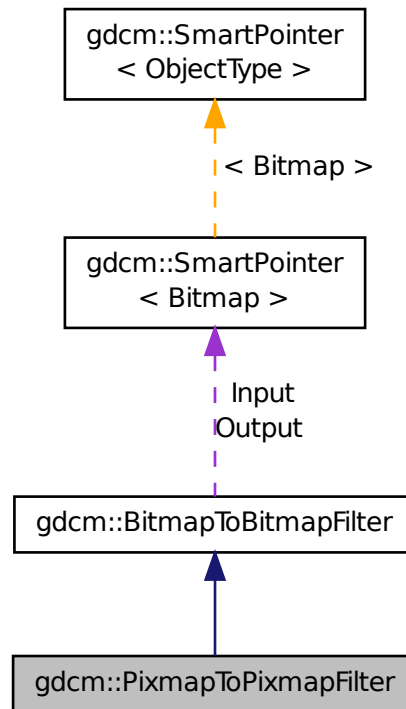 gdcm::SmartPointer
< ObjectType >
< Bitmap >
gdcm::SmartPointer
< Bitmap >
Input
Output
gdcm::BitmapToBitmapFilter
gdcm::PixmapToPixmapFilter